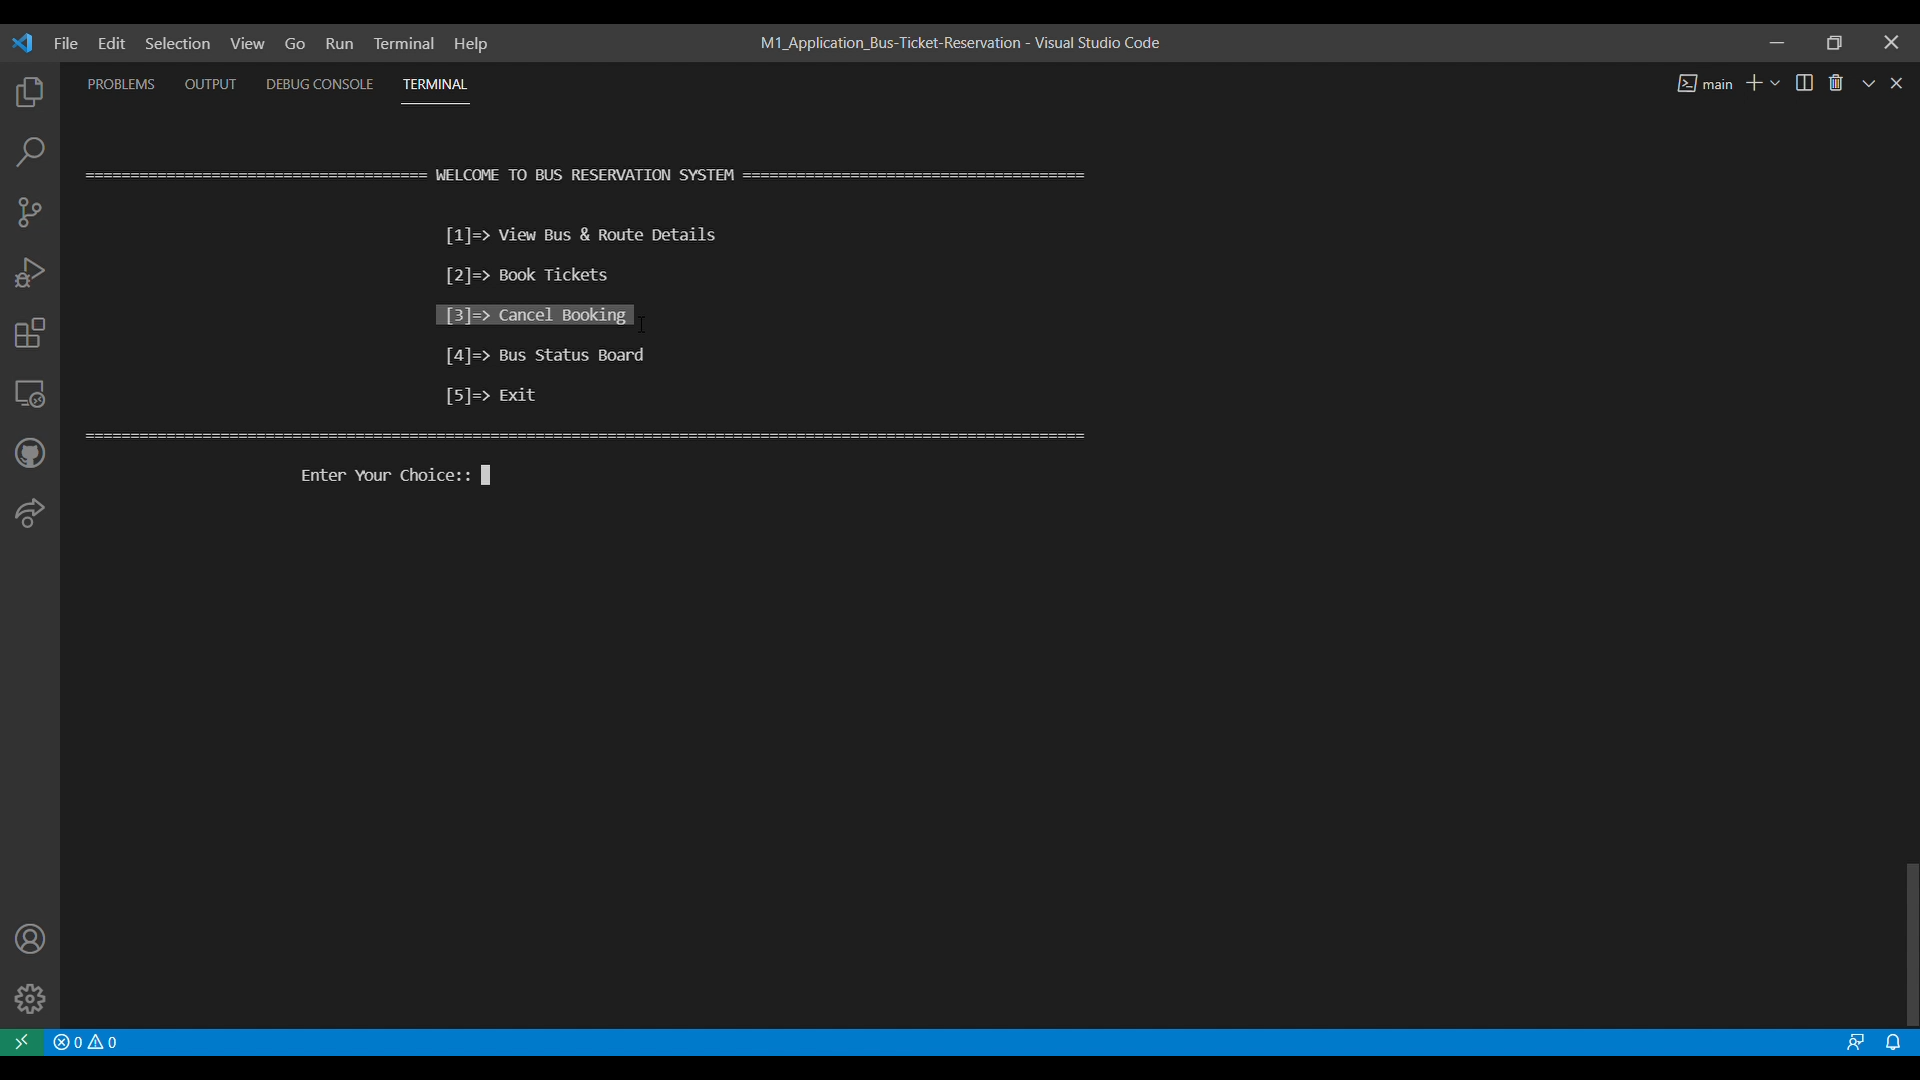 File Edit Selection View Go Run Terminal Help M1_Application_Bus-Ticket-Reservation - Visual Studio Code
PROBLEMS OUTPUT DEBUG CONSOLE TERMINAL main
====================================== WELCOME TO BUS RESERVATION SYSTEM ======================================
[1]=> View Bus & Route Details
[2]=> Book Tickets
[3]=> Cancel Booking
[4]=> Bus Status Board
[5]=> Exit
===============================================================================================================
Enter Your Choice::
0 0